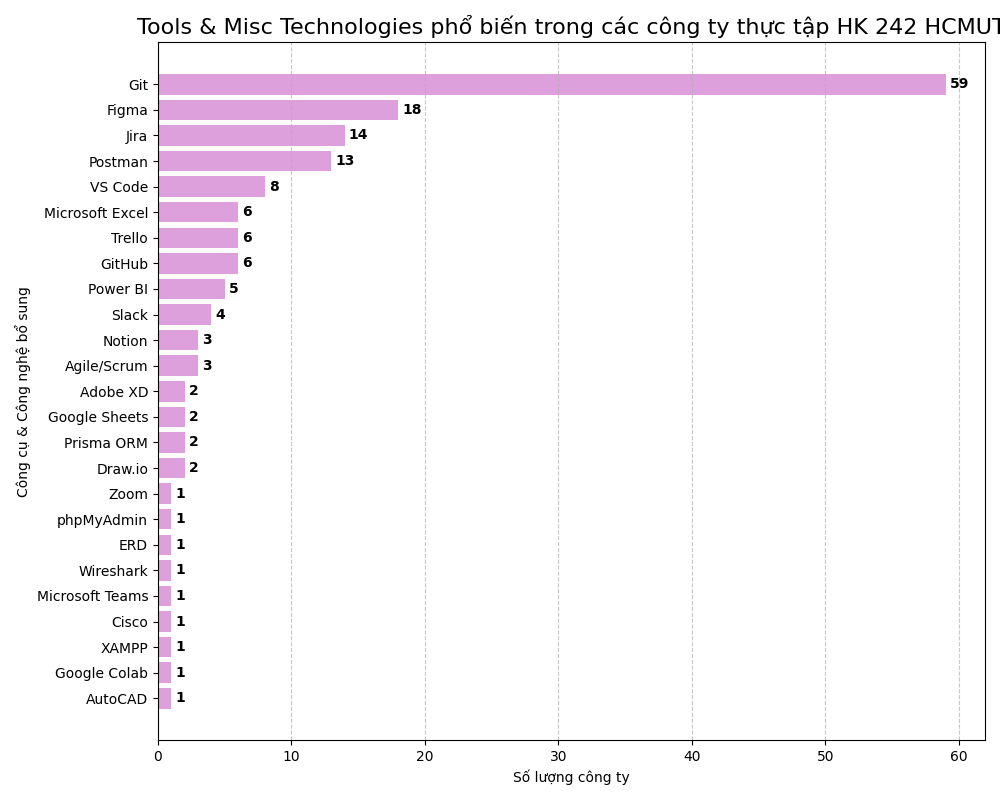 Tools & Misc Technologies phổ biến trong các công ty thực tập HK 242 HCMUT
Công cụ & Công nghệ bổ sung
Git 59
Figma 18
Jira 14
Postman 13
VS Code 8
Microsoft Excel 6
Trello 6
GitHub 6
Power BI 5
Slack 4
Notion 3
Agile/Scrum 3
Adobe XD 2
Google Sheets 2
Prisma ORM 2
Draw.io 2
Zoom 1
phpMyAdmin 1
ERD 1
Wireshark 1
Microsoft Teams 1
Cisco 1
XAMPP 1
Google Colab 1
AutoCAD 1
0 10 20 30 40 50 60
Số lượng công ty